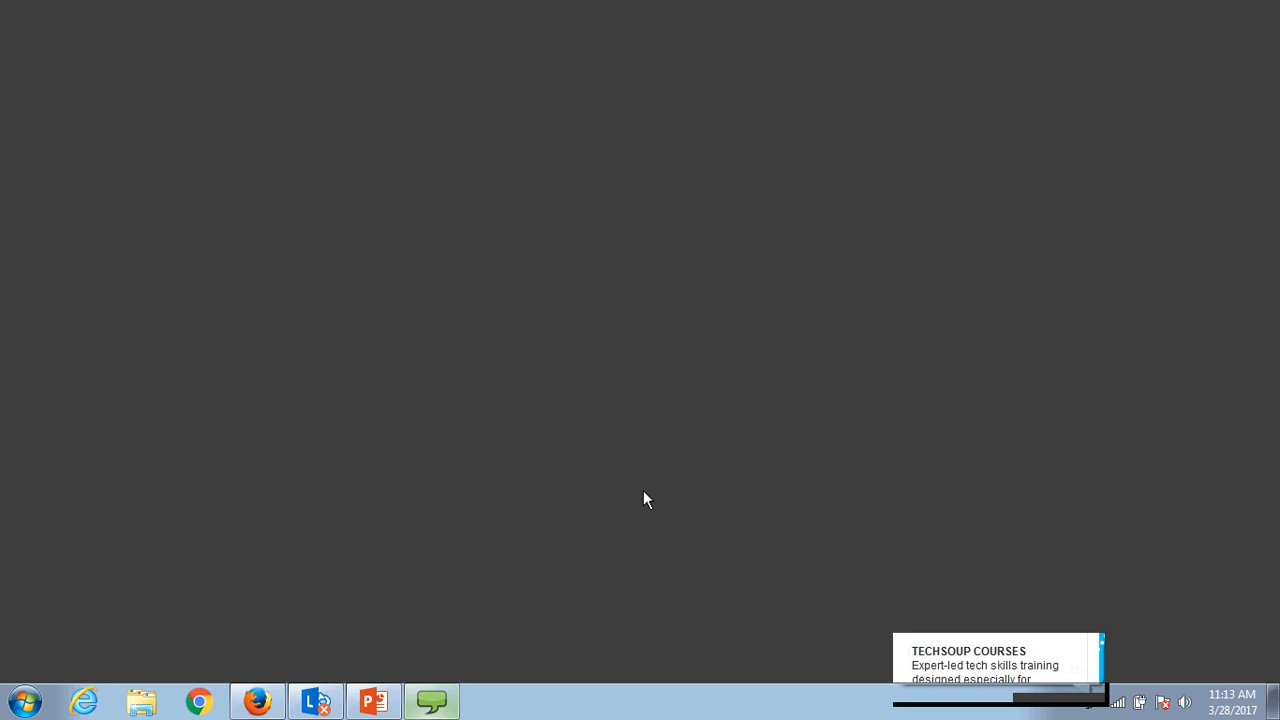 TECHSOUP COURSES
Expert-led tech skills training
designed especially for
11:13 AM
3/28/2017